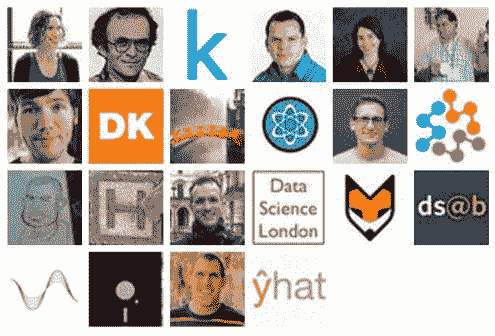 k
DK
H
Data
Science
London
ds@b
ŷhat